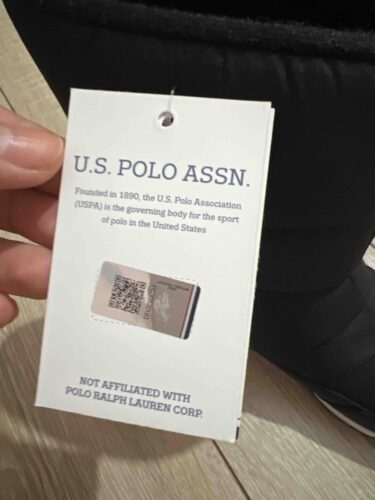 U.S. POLO ASSN.
Founded in 1890, the U.S. Polo Association
(USPA) is the governing body for the sport
of polo in the United States
NOT AFFILIATED WITH
POLO RALPH LAUREN CORP.